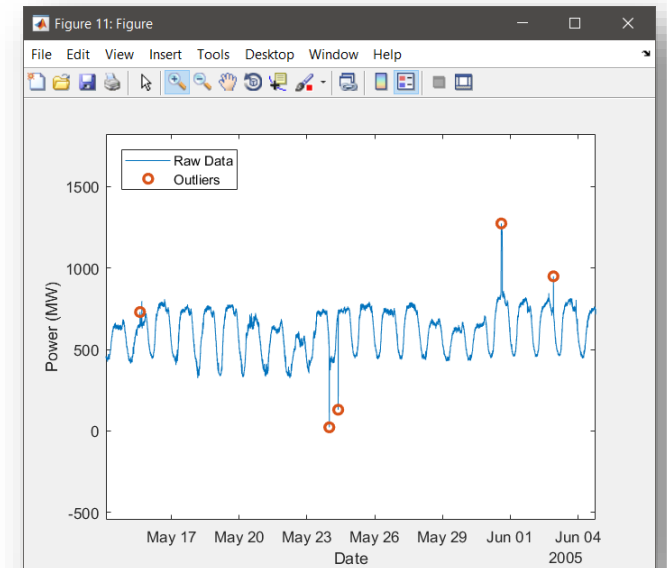 Figure 11: Figure
File Edit View Insert Tools Desktop Window Help
Raw Data
Outliers
1500
1000
500
0
-500
Power (MW)
May 17 May 20 May 23 May 26 May 29 Jun 01 Jun 04
Date
2005